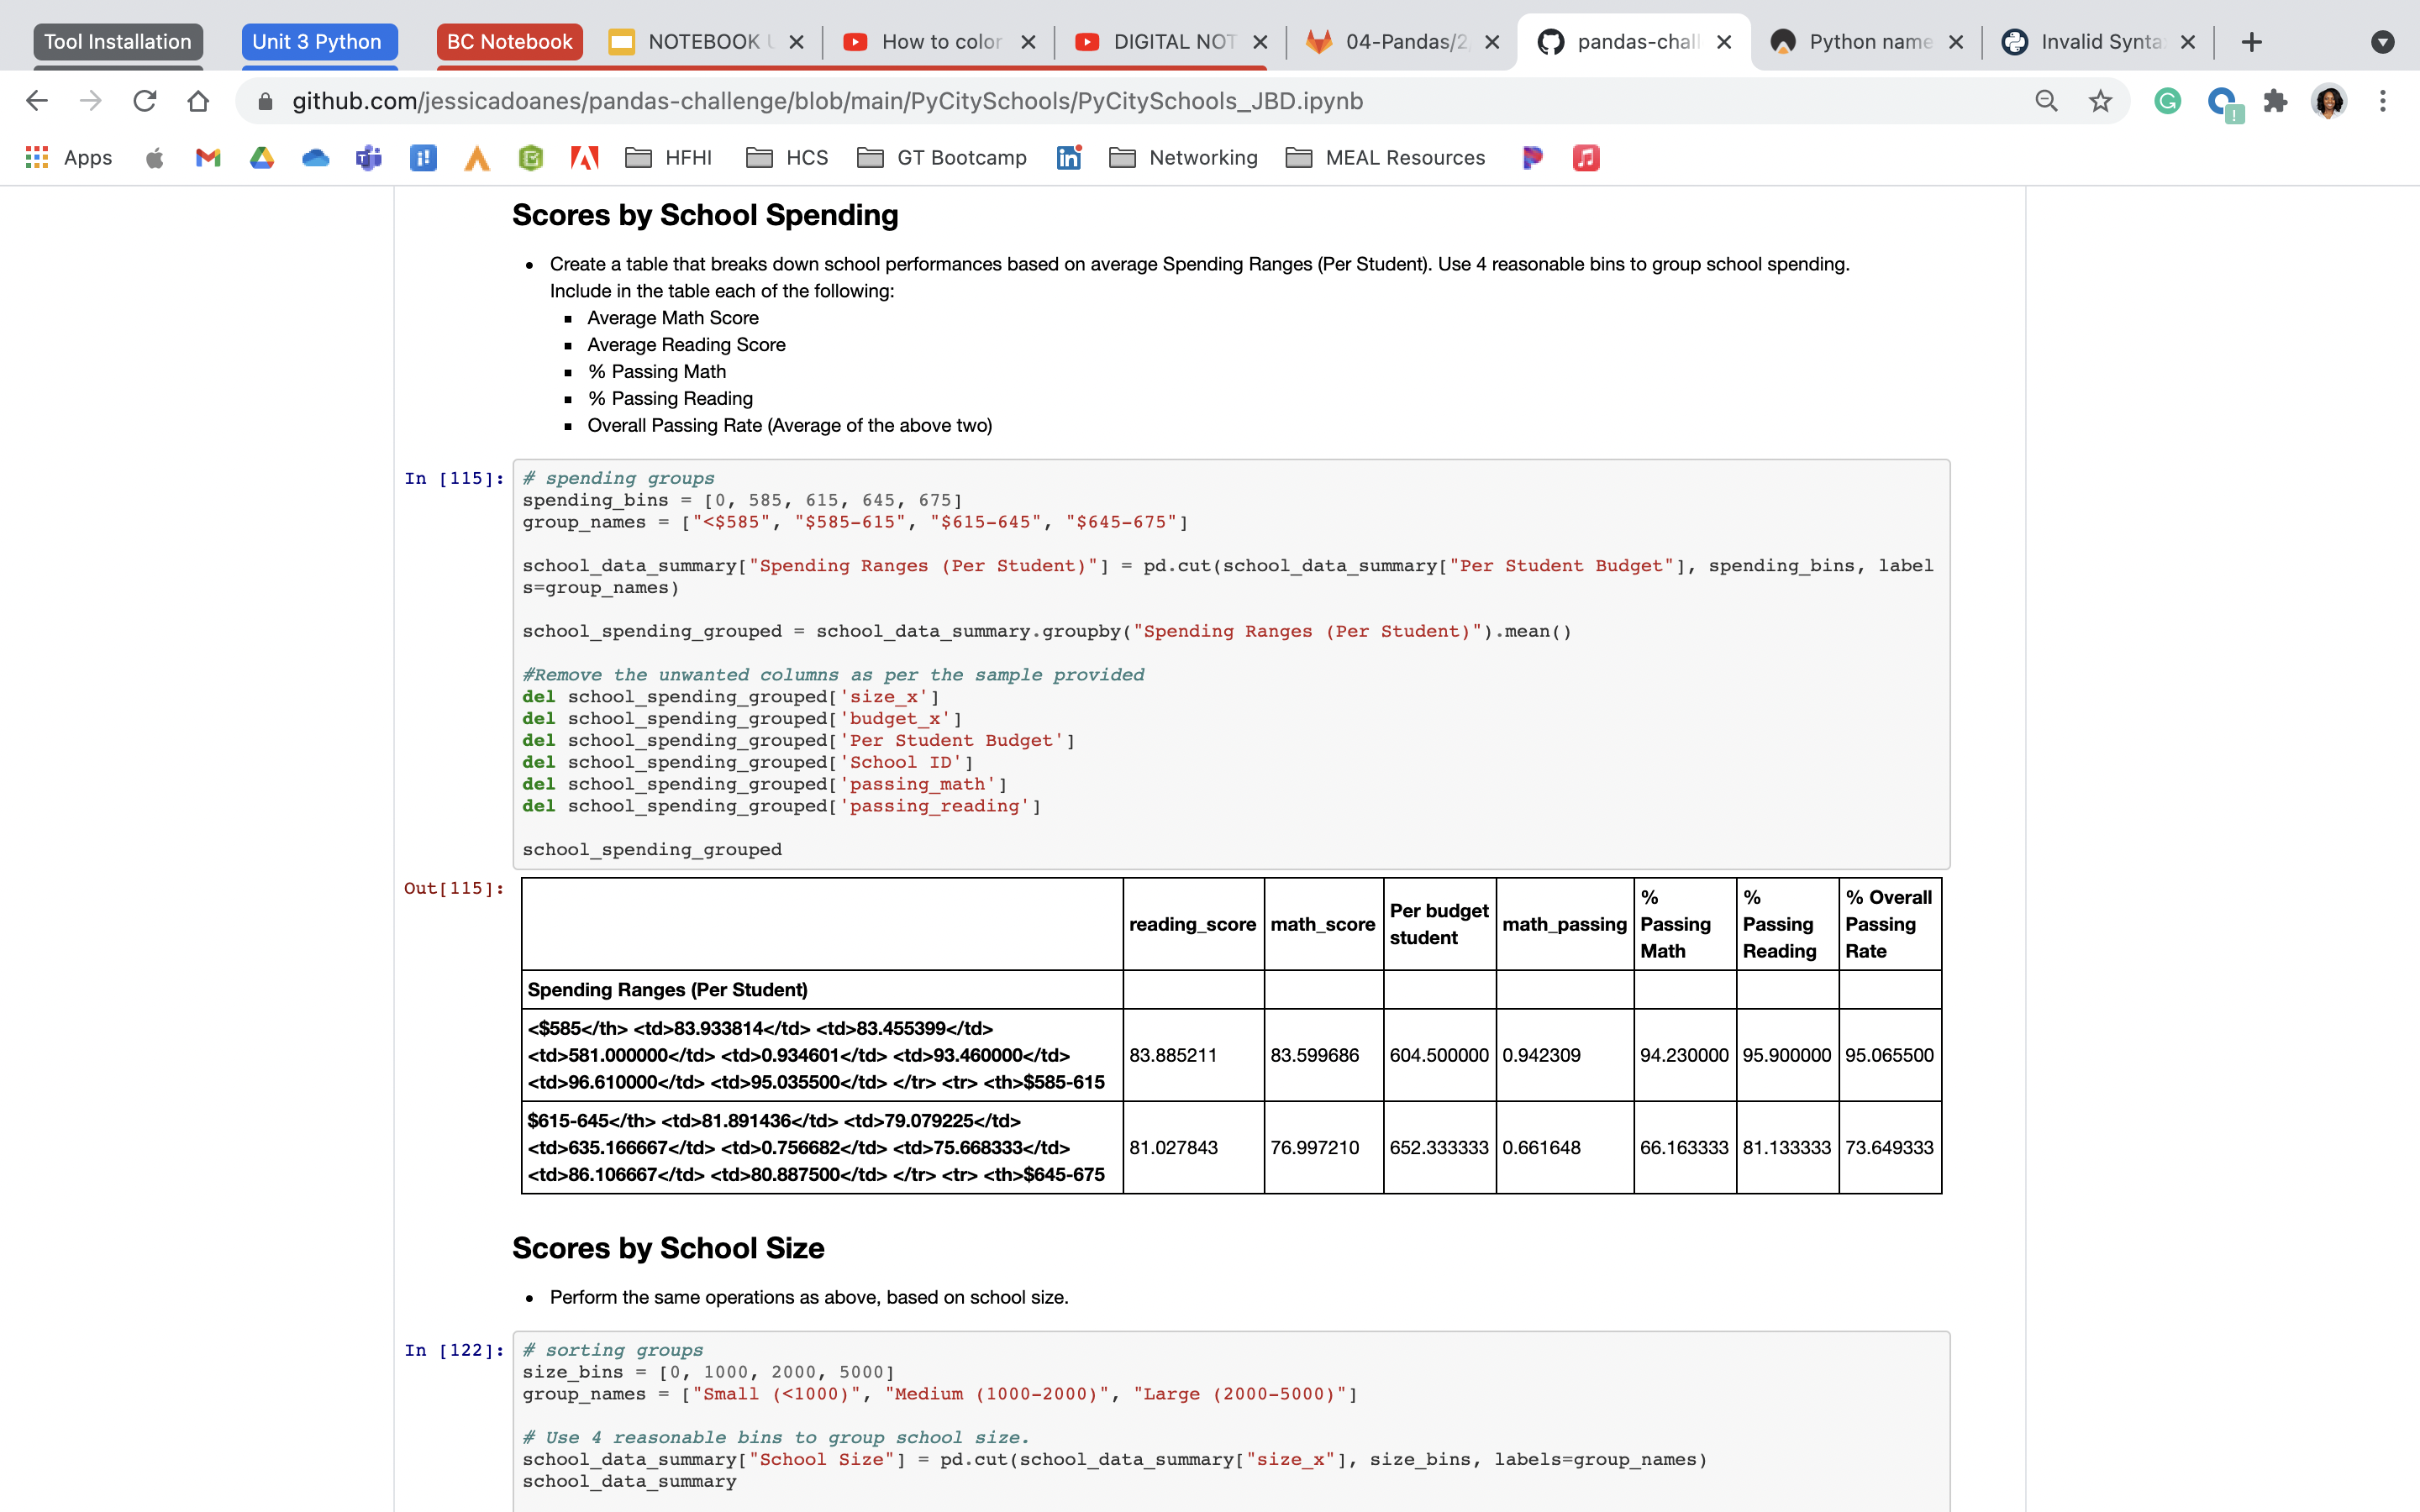 Tool Installation
Unit 3 Python
BC Notebook
NOTEBOOK
How to color
DIGITAL NOT
04-Pandas/2
pandas-chall
Python name
Invalid Synta
github.com/jessicadoanes/pandas-challenge/blob/main/PyCitySchools/PyCitySchools_JBD.ipynb
Apps
HFHI
HCS
GT Bootcamp
Networking
MEAL Resources
Scores by School Spending
• Create a table that breaks down school performances based on average Spending Ranges (Per Student). Use 4 reasonable bins to group school spending.
Include in the table each of the following:
▪ Average Math Score
▪ Average Reading Score
▪ % Passing Math
▪ % Passing Reading
▪ Overall Passing Rate (Average of the above two)
In [115]:
# spending groups
spending_bins = [0, 585, 615, 645, 675]
group_names = ["<$585", "$585-615", "$615-645", "$645-675"]
school_data_summary["Spending Ranges (Per Student)"] = pd.cut(school_data_summary["Per Student Budget"], spending_bins, label
s=group_names)
school_spending_grouped = school_data_summary.groupby("Spending Ranges (Per Student)").mean()
#Remove the unwanted columns as per the sample provided
del school_spending_grouped['size_x']
del school_spending_grouped['budget_x']
del school_spending_grouped['Per Student Budget']
del school_spending_grouped['School ID']
del school_spending_grouped['passing_math']
del school_spending_grouped['passing_reading']
school_spending_grouped
Out[115]:
reading_score math_score Per budget student math_passing % Passing Math % Passing Reading % Overall Passing Rate
Spending Ranges (Per Student)
<$585</th> <td>83.933814</td> <td>83.455399</td>
<td>581.000000</td> <td>0.934601</td> <td>93.460000</td>
<td>96.610000</td> <td>95.035500</td> </tr> <tr> <th>$585-615
83.885211 83.599686 604.500000 0.942309 94.230000 95.900000 95.065500
$615-645</th> <td>81.891436</td> <td>79.079225</td>
<td>635.166667</td> <td>0.756682</td> <td>75.668333</td>
<td>86.106667</td> <td>80.887500</td> </tr> <tr> <th>$645-675
81.027843 76.997210 652.333333 0.661648 66.163333 81.133333 73.649333
Scores by School Size
• Perform the same operations as above, based on school size.
In [122]:
# sorting groups
size_bins = [0, 1000, 2000, 5000]
group_names = ["Small (<1000)", "Medium (1000-2000)", "Large (2000-5000)"]
# Use 4 reasonable bins to group school size.
school_data_summary["School Size"] = pd.cut(school_data_summary["size_x"], size_bins, labels=group_names)
school_data_summary